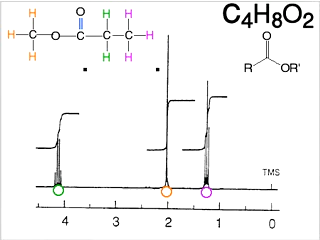 C4H8O2
H O H H
H C O C C C H
H H H
O
R OR'
TMS
4 3 2 1 0